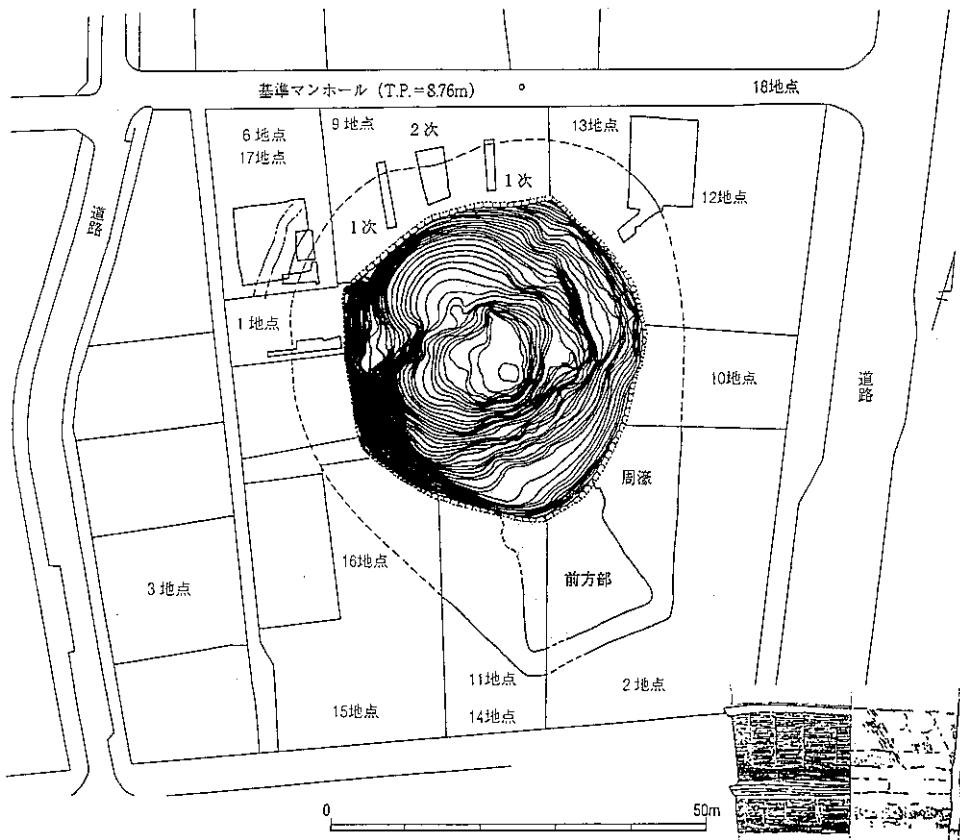 基準マンホール（T.P.=8.76m）
18地点
6地点
17地点
9地点
2次
13地点
1次
1次
12地点
道路
1地点
10地点
道路
周濠
16地点
前方部
3地点
11地点
2地点
15地点
14地点
0
50m